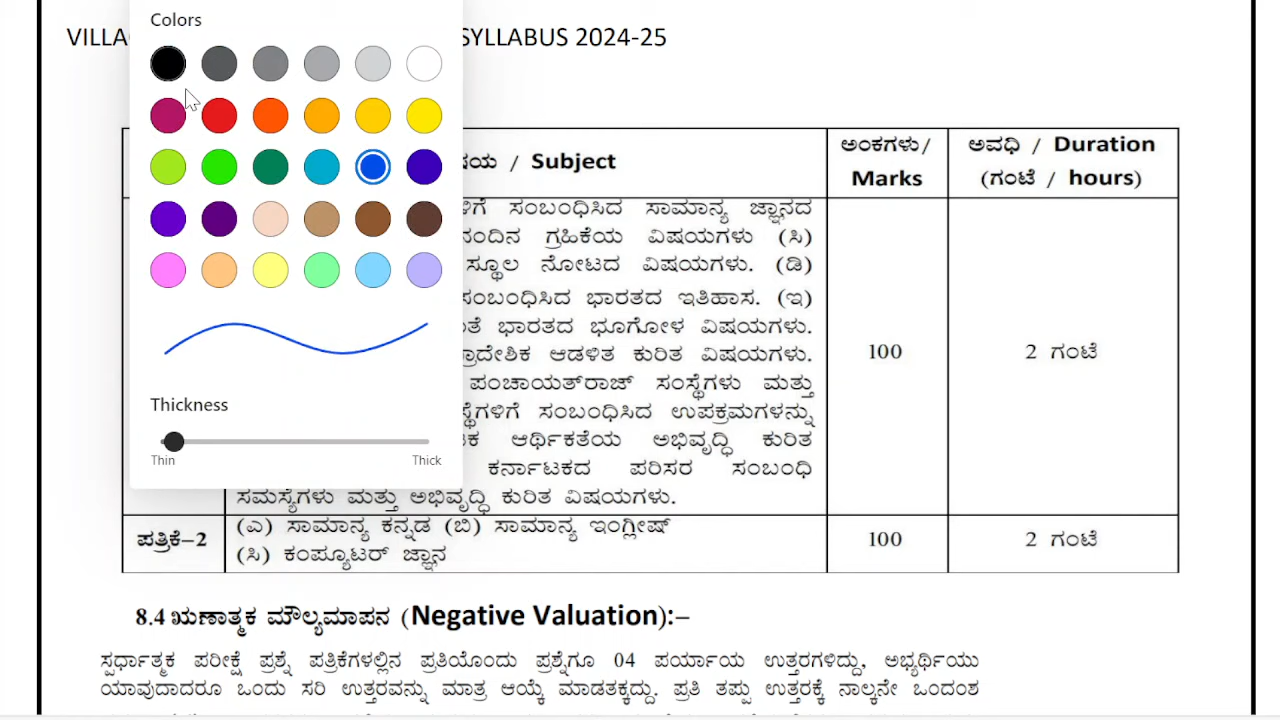 Colors
SYLLABUS 2024-25
/ Subject
ಅಂಕಗಳು/
Marks
ಅವಧಿ / Duration
(ಗಂಟೆ / hours)
ಸಂಬಂಧಿಸಿದ ಸಾಮಾನ್ಯ ಜ್ಞಾನದ
ಗ್ರಹಿಕೆಯ ವಿಷಯಗಳು (ಸಿ)
ಸ್ಥೂಲ ನೋಟದ ವಿಷಯಗಳು. (ಡಿ)
ಸಂಬಂಧಿಸಿದ ಭಾರತದ ಇತಿಹಾಸ. (ಇ)
ಭಾರತದ ಭೂಗೋಳ ವಿಷಯಗಳು.
ಆಡಳಿತ ಕುರಿತ ವಿಷಯಗಳು.
100
2 ಗಂಟೆ
ಪಂಚಾಯತ್‌ರಾಜ್ ಸಂಸ್ಥೆಗಳು ಮತ್ತು
ಸಂಬಂಧಿಸಿದ ಉಪಕ್ರಮಗಳನ್ನು
ಆರ್ಥಿಕತೆಯ ಅಭಿವೃದ್ಧಿ ಕುರಿತ
ಕರ್ನಾಟಕದ ಪರಿಸರ ಸಂಬಂಧಿ
ಸಮಸ್ಯೆಗಳು ಮತ್ತು ಅಭಿವೃದ್ಧಿ ಕುರಿತ ವಿಷಯಗಳು.
Thickness
Thin Thick
ಪತ್ರಿಕೆ–2
(ಎ) ಸಾಮಾನ್ಯ ಕನ್ನಡ (ಬಿ) ಸಾಮಾನ್ಯ ಇಂಗ್ಲೀಷ್
(ಸಿ) ಕಂಪ್ಯೂಟರ್ ಜ್ಞಾನ
100
2 ಗಂಟೆ
8.4 ಋಣಾತ್ಮಕ ಮೌಲ್ಯಮಾಪನ (Negative Valuation):–
ಸ್ಪರ್ಧಾತ್ಮಕ ಪರೀಕ್ಷೆ ಪ್ರಶ್ನೆ ಪತ್ರಿಕೆಗಳಲ್ಲಿನ ಪ್ರತಿಯೊಂದು ಪ್ರಶ್ನೆಗೂ 04 ಪರ್ಯಾಯ ಉತ್ತರಗಳಿದ್ದು, ಅಭ್ಯರ್ಥಿಯು
ಯಾವುದಾದರೂ ಒಂದು ಸರಿ ಉತ್ತರವನ್ನು ಮಾತ್ರ ಆಯ್ಕೆ ಮಾಡತಕ್ಕದ್ದು. ಪ್ರತಿ ತಪ್ಪು ಉತ್ತರಕ್ಕೆ ನಾಲ್ಕನೇ ಒಂದಂಶ